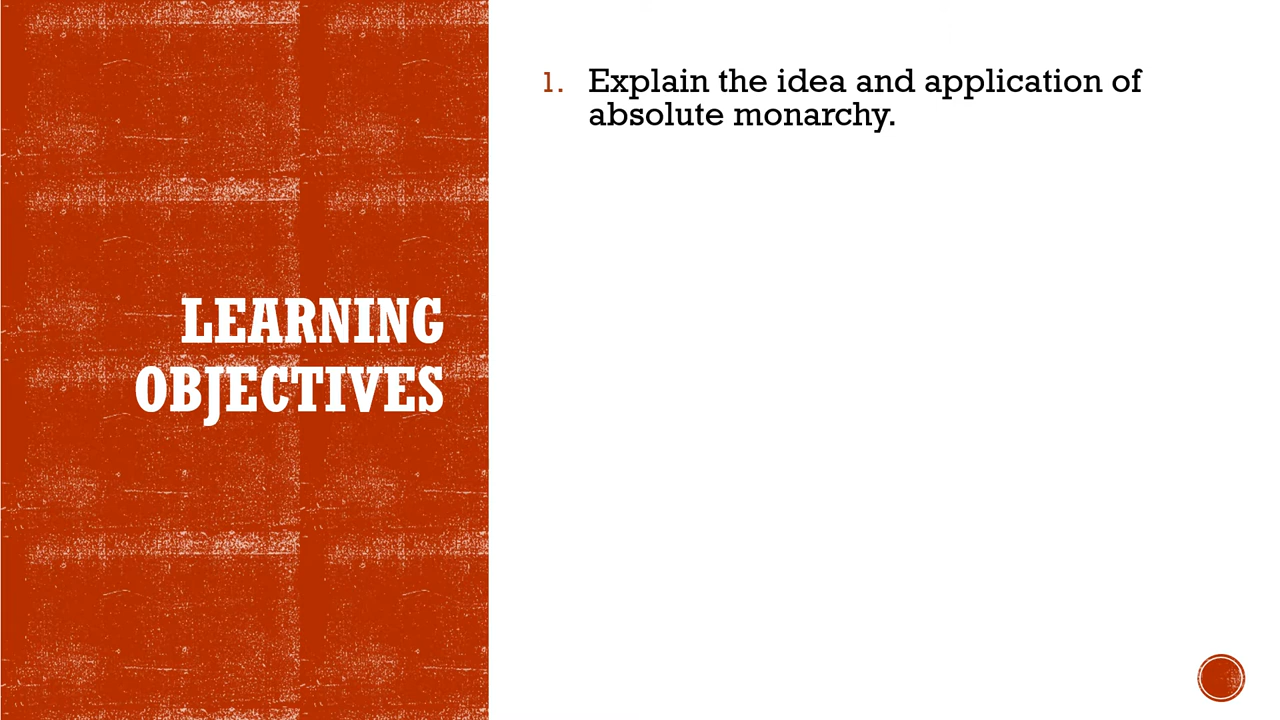 LEARNING
OBJECTIVES
1. Explain the idea and application of
absolute monarchy.